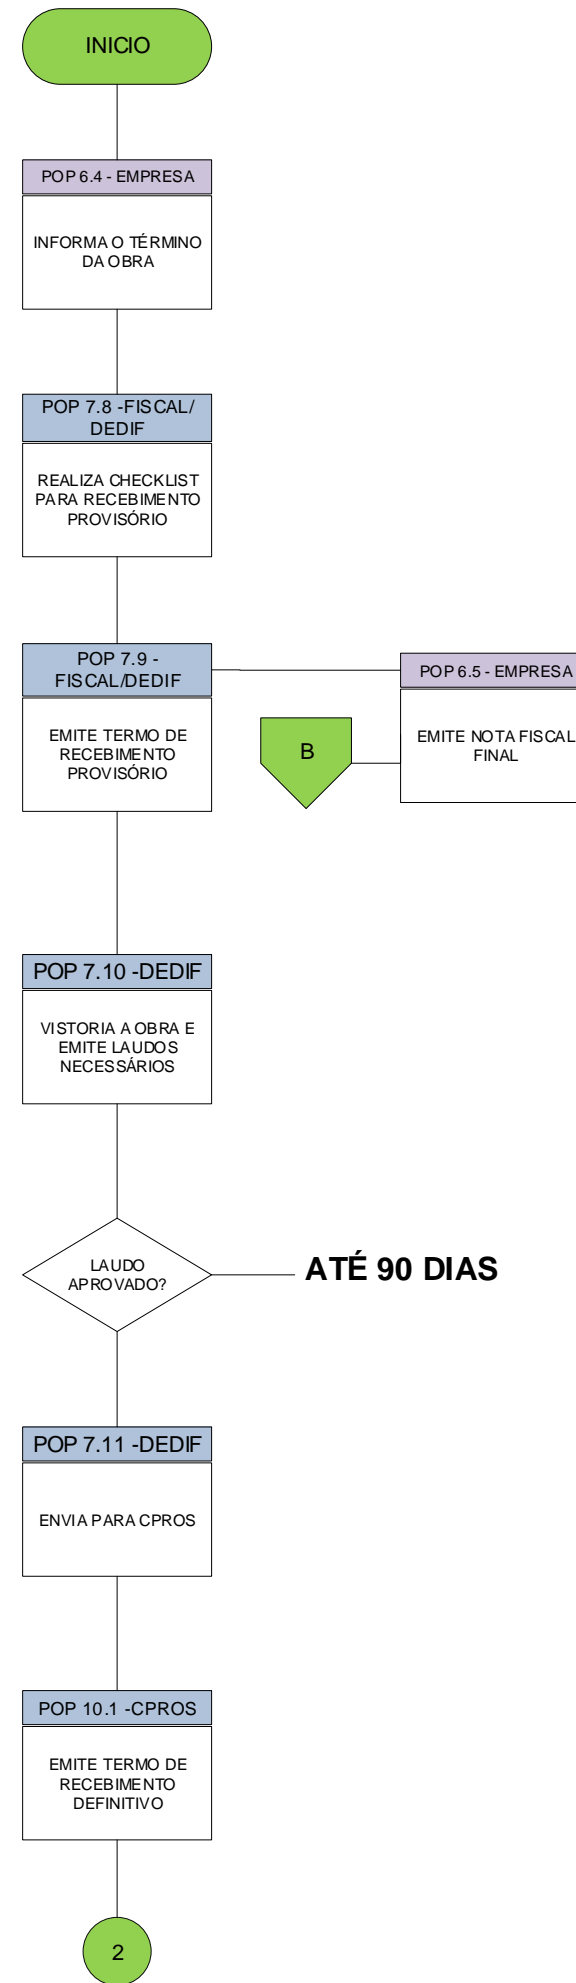 INICIO
POP 6.4 - EMPRESA
INFORMA O TÉRMINO
DA OBRA
POP 7.8 -FISCAL/
DEDIF
REALIZA CHECKLIST
PARA RECEBIMENTO
PROVISÓRIO
POP 7.9 -
FISCAL/DEDIF
EMITE TERMO DE
RECEBIMENTO
PROVISÓRIO
POP 6.5 - EMPRESA
EMITE NOTA FISCAL
FINAL
B
POP 7.10 -DEDIF
VISTORIA A OBRA E
EMITE LAUDOS
NECESSÁRIOS
LAUDO
APROVADO?
ATÉ 90 DIAS
POP 7.11 -DEDIF
ENVIA PARA CPROS
POP 10.1 -CPROS
EMITE TERMO DE
RECEBIMENTO
DEFINITIVO
2